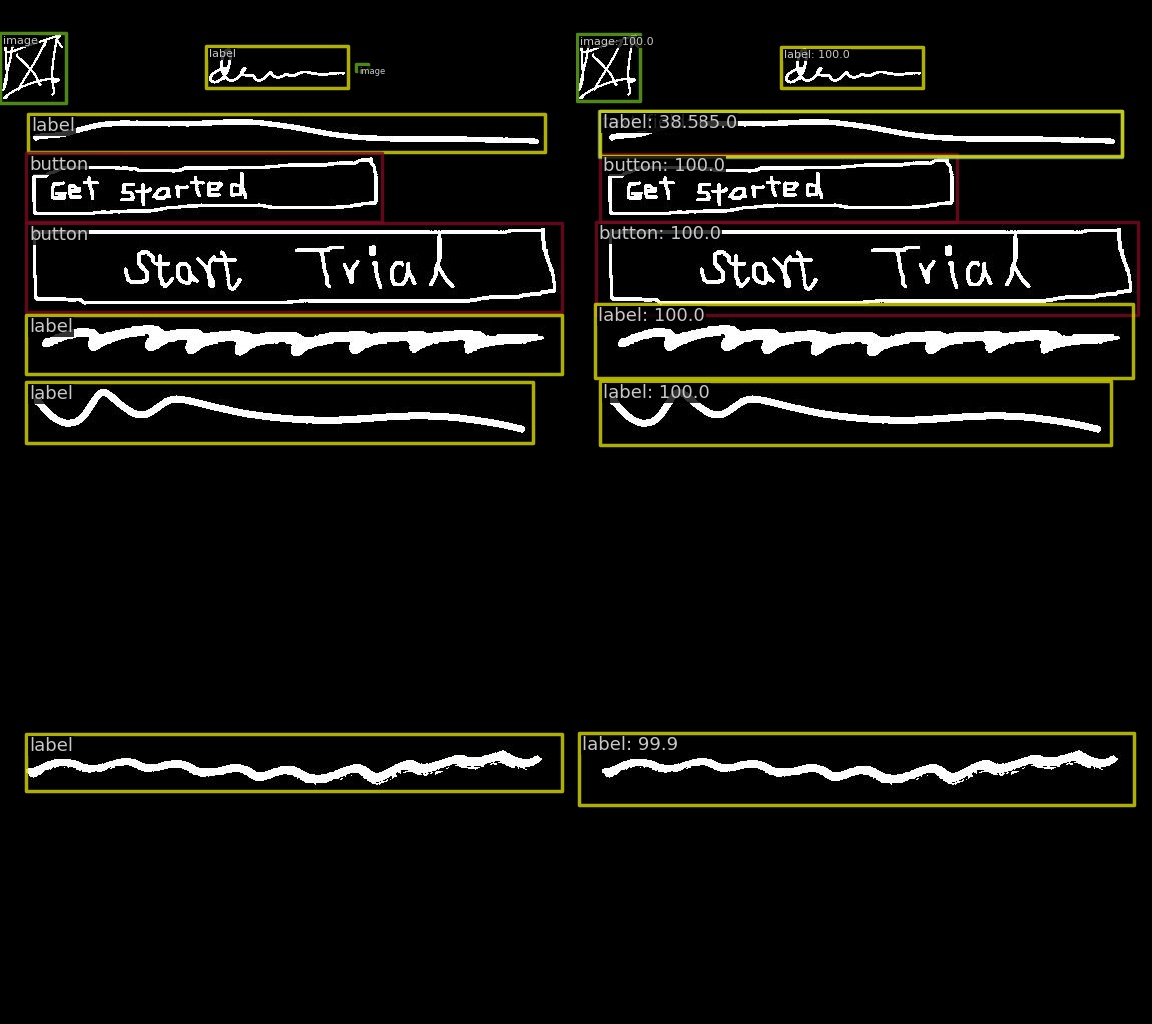 image label image image: 100.0 label: 100.0
label label: 38.585.0
button button: 100.0
Get Started Get Started
button button: 100.0
Start Trial Start Trial
label label: 100.0
label label: 100.0
label label: 99.9